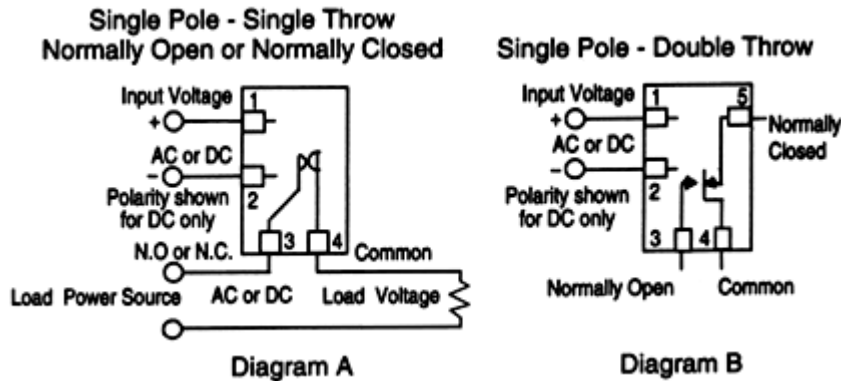 Single Pole - Single Throw
Normally Open or Normally Closed
Input Voltage
1
+
AC or DC
-
2
Polarity shown
for DC only
N.O or N.C.
3
4
Common
Load Power Source
AC or DC
Load Voltage
Diagram A
Single Pole - Double Throw
Input Voltage
1
5
+
Normally
Closed
AC or DC
-
2
Polarity shown
for DC only
3
4
Normally Open
Common
Diagram B